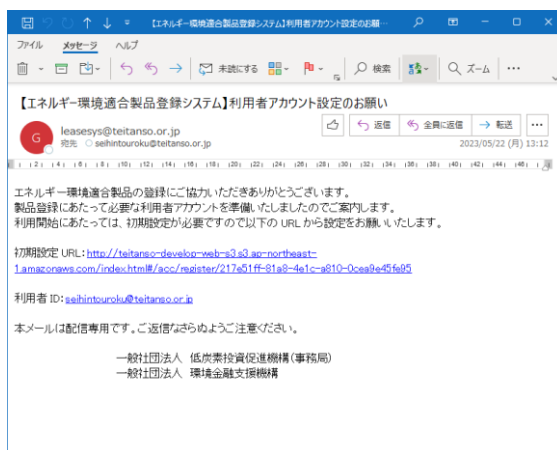 【エネルギー環境適合製品登録システム】利用者アカウント設定のお願…
ファイル メッセージ ヘルプ
未読にする 検索 ズーム
【エネルギー環境適合製品登録システム】利用者アカウント設定のお願い
G leasesys@teitanso.or.jp
宛先 seihintouroku@teitanso.or.jp
返信 全員に返信 転送
2023/05/22 (月) 13:12
エネルギー環境適合製品の登録にご協力いただきありがとうございます。
製品登録にあたって必要な利用者アカウントを準備いたしましたのでご案内します。
利用開始にあたっては、初期設定が必要ですので以下の URL から設定をお願いいたします。
初期設定 URL：http://teitanso-develop-web-s3.s3.ap-northeast-
1.amazonaws.com/index.html#/acc/register/217e51ff-81a8-4e1c-a810-0cea9e45fe95
利用者 ID：seihintouroku@teitanso.or.jp
本メールは配信専用です。ご返信なさらぬようご注意ください。
一般社団法人 低炭素投資促進機構（事務局）
一般社団法人 環境金融支援機構